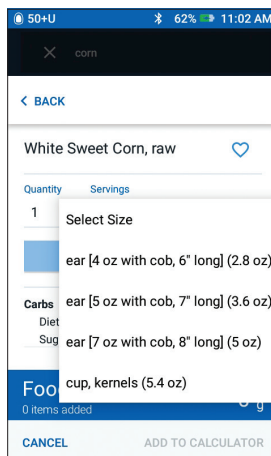 50+U 62% 11:02 AM
corn
BACK
White Sweet Corn, raw
Quantity Servings
1
Select Size
ear [4 oz with cob, 6" long] (2.8 oz)
ear [5 oz with cob, 7" long] (3.6 oz)
Carbs
Diet
Sug
ear [7 oz with cob, 8" long] (5 oz)
cup, kernels (5.4 oz)
Foo
g
0 items added
CANCEL ADD TO CALCULATOR